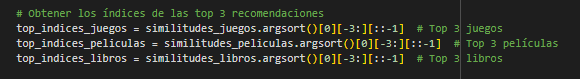 # Obtener los índices de las top 3 recomendaciones
top_indices_juegos = similitudes_juegos.argsort()[0][-3:][::-1]  # Top 3 juegos
top_indices_peliculas = similitudes_peliculas.argsort()[0][-3:][::-1]  # Top 3 películas
top_indices_libros = similitudes_libros.argsort()[0][-3:][::-1]  # Top 3 libros